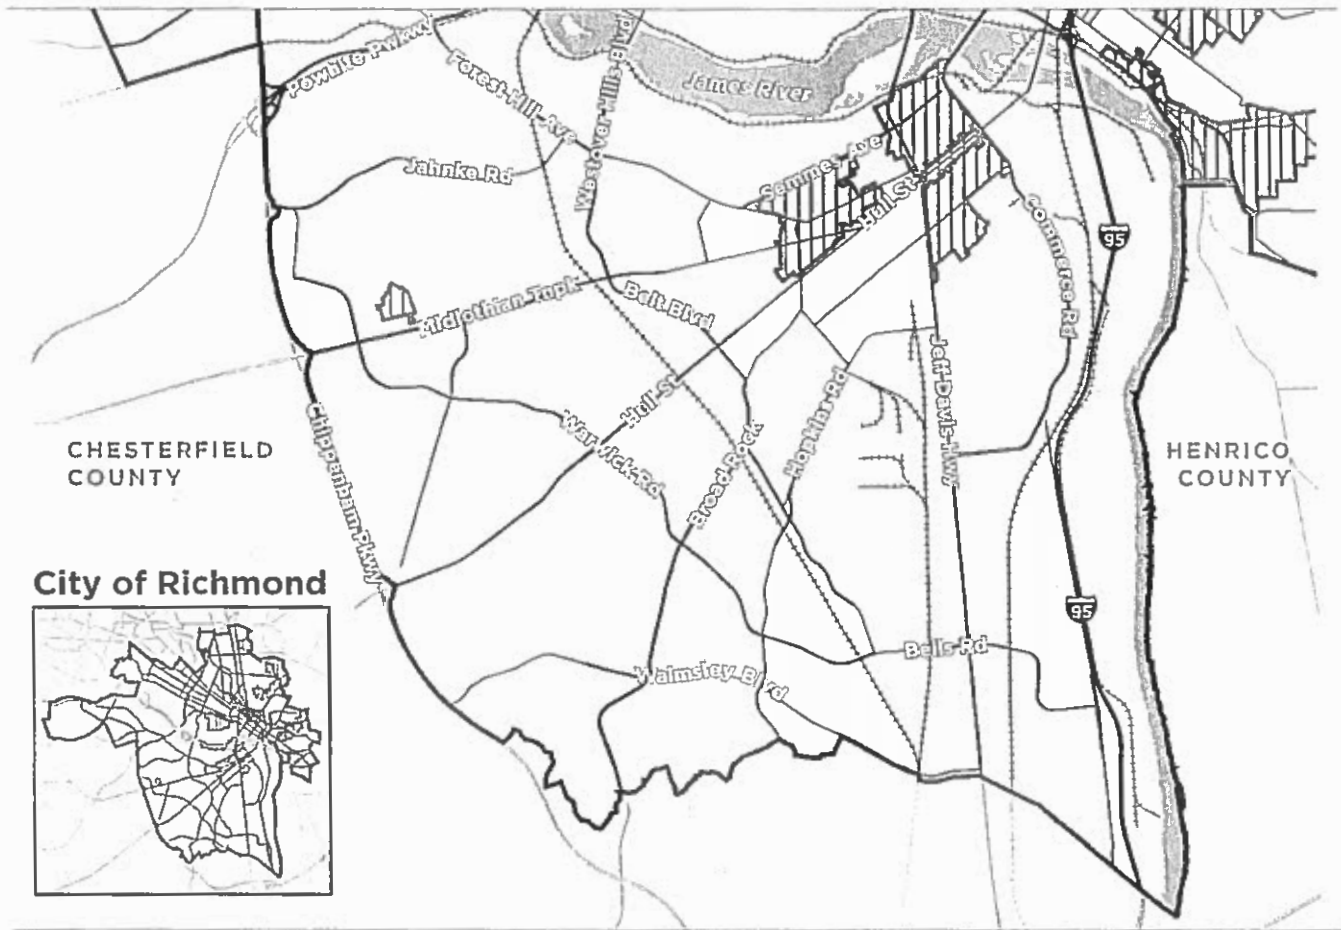 Powhite Pkwy
Forest Hill Ave
Westover Hills Blvd
James River
Jahnke Rd
Semmes Ave
Hull St
Commerce Rd
95
Midlothian Tnpk
Belt Blvd
Jeff Davis Hwy
Hull St
Hopkins Rd
Chippenham Pkwy
Warwick Rd
Broad Rock
CHESTERFIELD
COUNTY
HENRICO
COUNTY
City of Richmond
95
Bells Rd
Walmsley Blvd